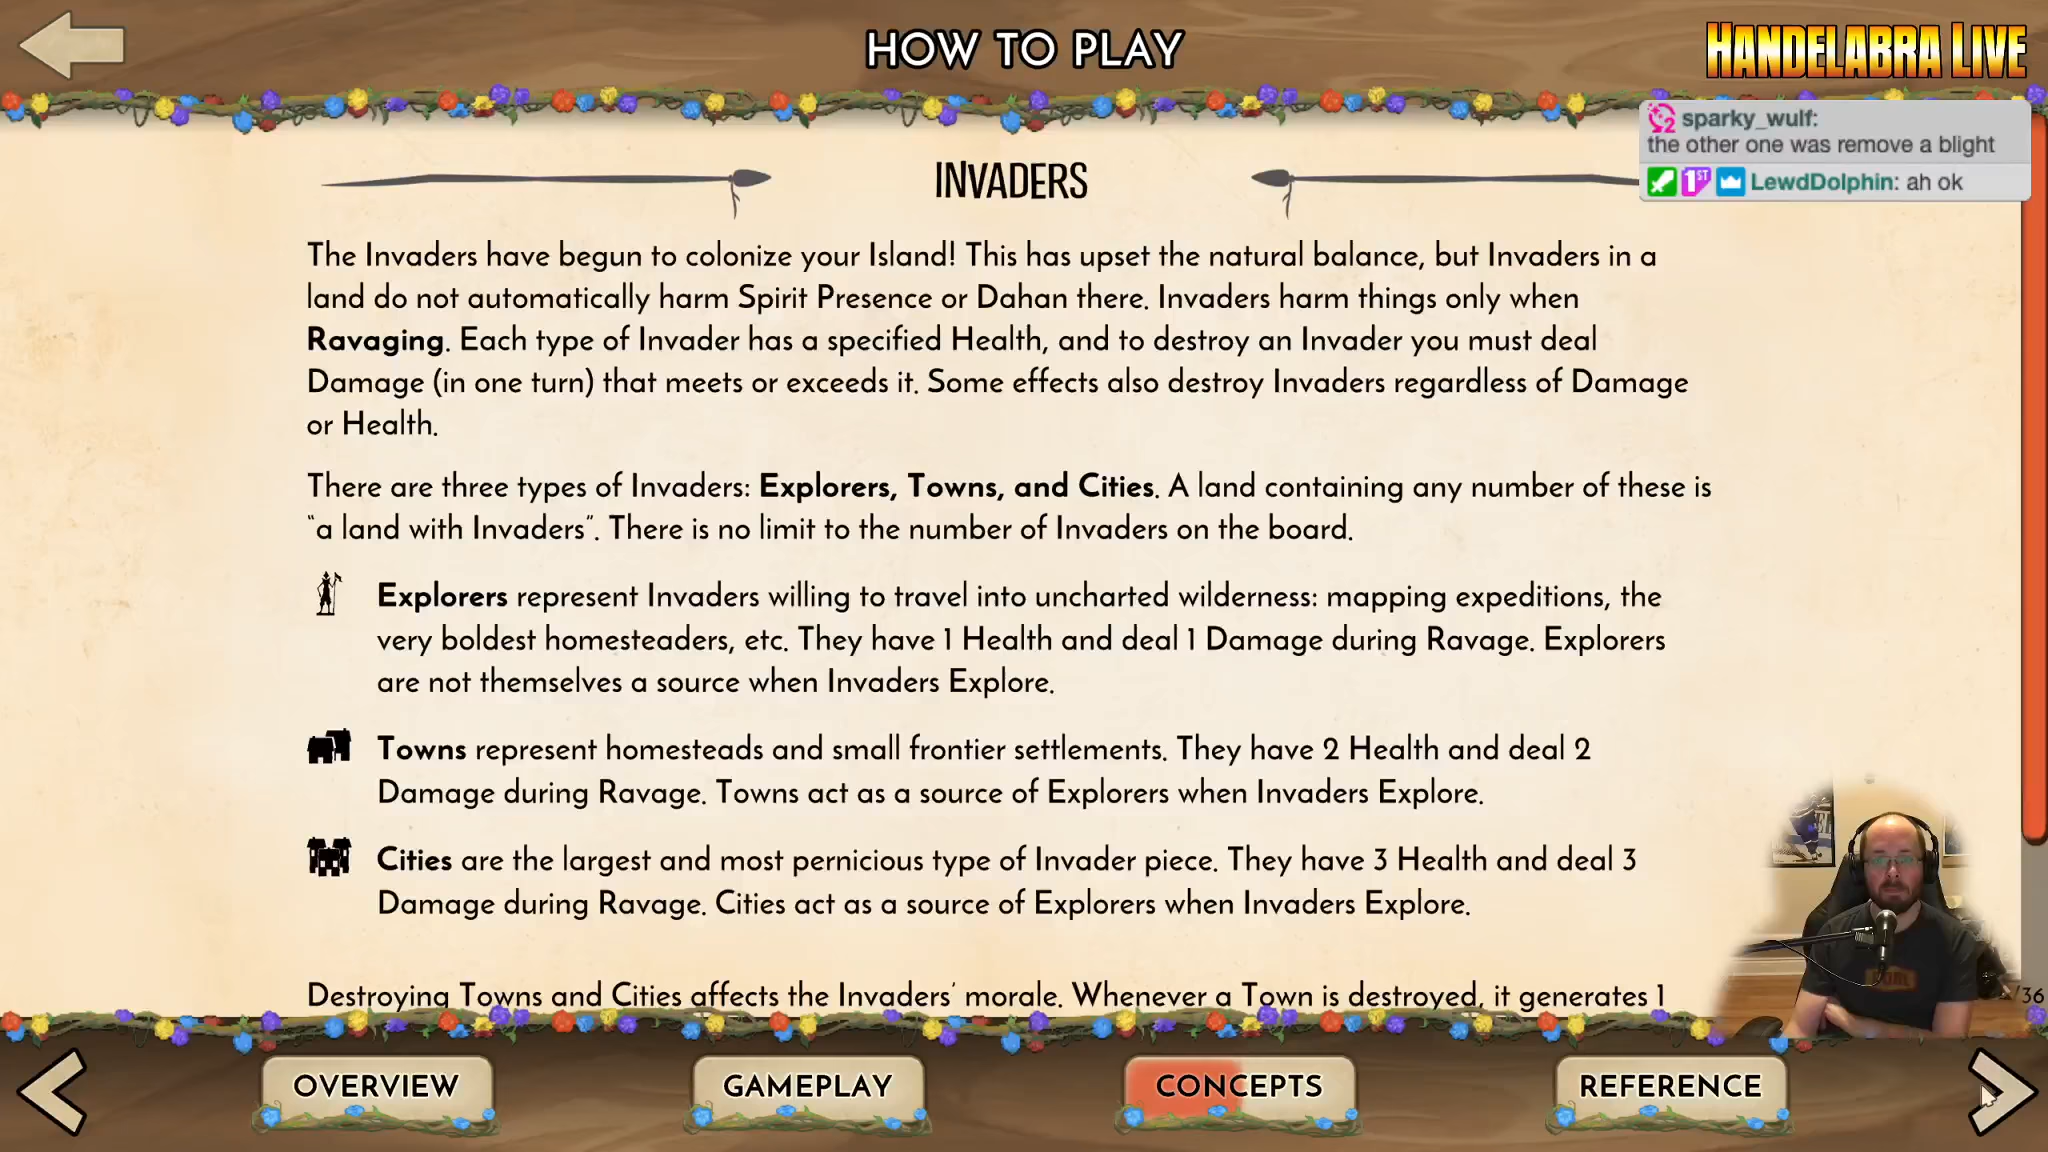 HOW TO PLAY
HANDELABRA LIVE
sparky_wulf:
the other one was remove a blight
1ST LewdDolphin: ah ok
INVADERS
The Invaders have begun to colonize your Island! This has upset the natural balance, but Invaders in a
land do not automatically harm Spirit Presence or Dahan there. Invaders harm things only when
Ravaging. Each type of Invader has a specified Health, and to destroy an Invader you must deal
Damage (in one turn) that meets or exceeds it. Some effects also destroy Invaders regardless of Damage
or Health.
There are three types of Invaders: Explorers, Towns, and Cities. A land containing any number of these is
“a land with Invaders”. There is no limit to the number of Invaders on the board.
Explorers represent Invaders willing to travel into uncharted wilderness: mapping expeditions, the
very boldest homesteaders, etc. They have 1 Health and deal 1 Damage during Ravage. Explorers
are not themselves a source when Invaders Explore.
Towns represent homesteads and small frontier settlements. They have 2 Health and deal 2
Damage during Ravage. Towns act as a source of Explorers when Invaders Explore.
Cities are the largest and most pernicious type of Invader piece. They have 3 Health and deal 3
Damage during Ravage. Cities act as a source of Explorers when Invaders Explore.
Destroying Towns and Cities affects the Invaders’ morale. Whenever a Town is destroyed, it generates 1
/36
OVERVIEW
GAMEPLAY
CONCEPTS
REFERENCE